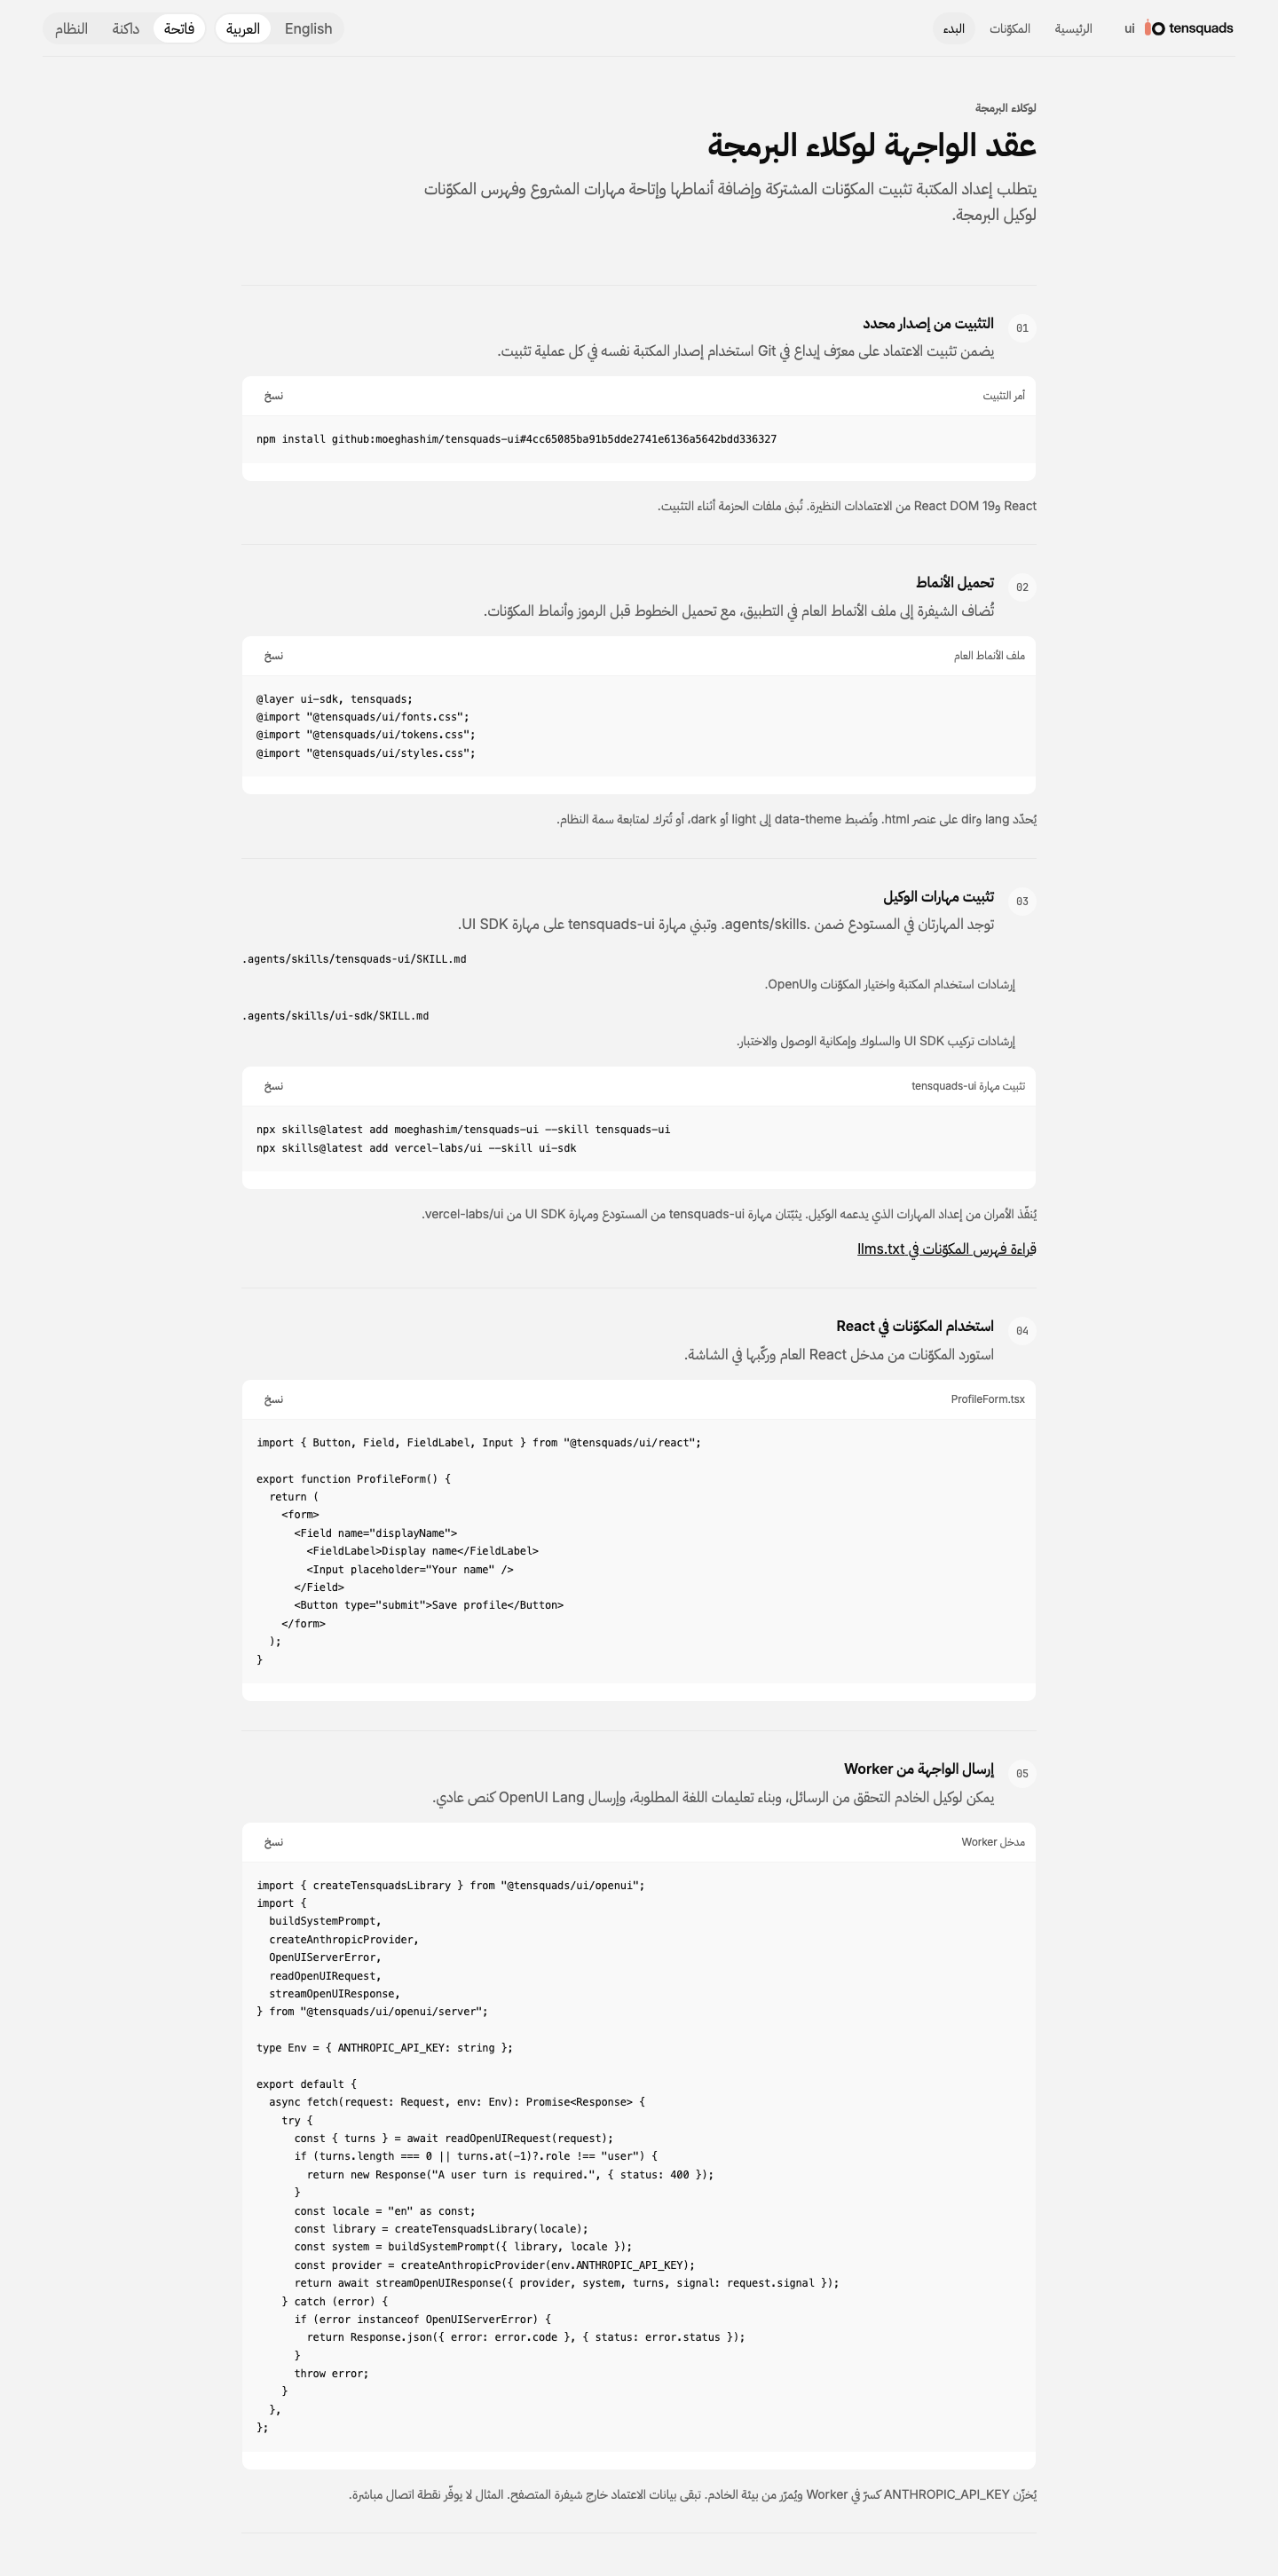 tensquads ui
الرئيسية
المكوّنات
البدء
English
العربية
فاتحة
داكنة
النظام
لوكلاء البرمجة
عقد الواجهة لوكلاء البرمجة
يتطلب إعداد المكتبة تثبيت المكوّنات المشتركة وإضافة أنماطها وإتاحة مهارات المشروع وفهرس المكوّنات
لوكيل البرمجة.
01
التثبيت من إصدار محدد
يضمن تثبيت الاعتماد على معرّف إيداع في Git استخدام إصدار المكتبة نفسه في كل عملية تثبيت.
أمر التثبيت
نسخ
npm install github:moeghashim/tensquads-ui#4cc65085ba91b5dde2741e6136a5642bdd336327
React وReact DOM 19 من الاعتمادات النظيرة. تُبنى ملفات الحزمة أثناء التثبيت.
02
تحميل الأنماط
تُضاف الشيفرة إلى ملف الأنماط العام في التطبيق، مع تحميل الخطوط قبل الرموز وأنماط المكوّنات.
ملف الأنماط العام
نسخ
@layer ui-sdk, tensquads;
@import "@tensquads/ui/fonts.css";
@import "@tensquads/ui/tokens.css";
@import "@tensquads/ui/styles.css";
يُحدّد lang وdir على عنصر html. وتُضبط data-theme إلى light أو dark، أو تُترك لمتابعة سمة النظام.
03
تثبيت مهارات الوكيل
توجد المهارتان في المستودع ضمن .agents/skills. وتبني مهارة tensquads-ui على مهارة UI SDK.
.agents/skills/tensquads-ui/SKILL.md
إرشادات استخدام المكتبة واختيار المكوّنات وOpenUI.
.agents/skills/ui-sdk/SKILL.md
إرشادات تركيب UI SDK والسلوك وإمكانية الوصول والاختبار.
تثبيت مهارة tensquads-ui
نسخ
npx skills@latest add moeghashim/tensquads-ui --skill tensquads-ui
npx skills@latest add vercel-labs/ui --skill ui-sdk
يُنفّذ الأمران من إعداد المهارات الذي يدعمه الوكيل. يثبّتان مهارة tensquads-ui من المستودع ومهارة UI SDK من vercel-labs/ui.
قراءة فهرس المكوّنات في llms.txt
04
استخدام المكوّنات في React
استورد المكوّنات من مدخل React العام وركّبها في الشاشة.
ProfileForm.tsx
نسخ
import { Button, Field, FieldLabel, Input } from "@tensquads/ui/react";
export function ProfileForm() {
  return (
    <form>
      <Field name="displayName">
        <FieldLabel>Display name</FieldLabel>
        <Input placeholder="Your name" />
      </Field>
      <Button type="submit">Save profile</Button>
    </form>
  );
}
05
إرسال الواجهة من Worker
يمكن لوكيل الخادم التحقق من الرسائل، وبناء تعليمات اللغة المطلوبة، وإرسال OpenUI Lang كنص عادي.
مدخل Worker
نسخ
import { createTensquadsLibrary } from "@tensquads/ui/openui";
import {
  buildSystemPrompt,
  createAnthropicProvider,
  OpenUIServerError,
  readOpenUIRequest,
  streamOpenUIResponse,
} from "@tensquads/ui/openui/server";
type Env = { ANTHROPIC_API_KEY: string };
export default {
  async fetch(request: Request, env: Env): Promise<Response> {
    try {
      const { turns } = await readOpenUIRequest(request);
      if (turns.length === 0 || turns.at(-1)?.role !== "user") {
        return new Response("A user turn is required.", { status: 400 });
      }
      const locale = "en" as const;
      const library = createTensquadsLibrary(locale);
      const system = buildSystemPrompt({ library, locale });
      const provider = createAnthropicProvider(env.ANTHROPIC_API_KEY);
      return await streamOpenUIResponse({ provider, system, turns, signal: request.signal });
    } catch (error) {
      if (error instanceof OpenUIServerError) {
        return Response.json({ error: error.code }, { status: error.status });
      }
      throw error;
    }
  },
};
يُخزّن ANTHROPIC_API_KEY كسرّ في Worker ويُمرّر من بيئة الخادم. تبقى بيانات الاعتماد خارج شيفرة المتصفح. المثال لا يوفّر نقطة اتصال مباشرة.